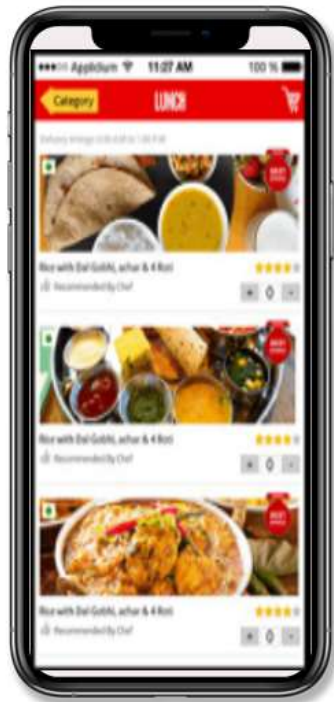 Applidium 11:27 AM 100 %
Category LUNCH
BEST
Rice with Dal Gobhi, achar & 4 Roti
Recommended By Chef
+ 0 -
Rice with Dal Gobhi, achar & 4 Roti
Recommended By Chef
+ 0 -
BEST
Rice with Dal Gobhi, achar & 4 Roti
Recommended By Chef
+ 0 -